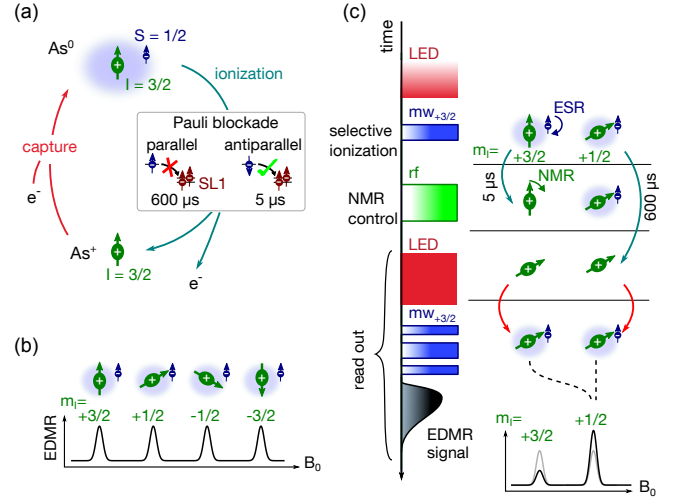 (a)
As⁰
S = 1/2
I = 3/2
ionization
capture
e⁻
Pauli blockade
parallel antiparallel
SL1
600 µs 5 µs
As⁺
I = 3/2
e⁻
(b)
m_I=
+3/2 +1/2 -1/2 -3/2
EDMR
B₀
(c)
time
LED
mw₊₃/₂
selective
ionization
rf
NMR
control
LED
mw₊₃/₂
read out
EDMR
signal
ESR
m_I=
+3/2 +1/2
5 µs
NMR
600 µs
m_I=
+3/2 +1/2
B₀